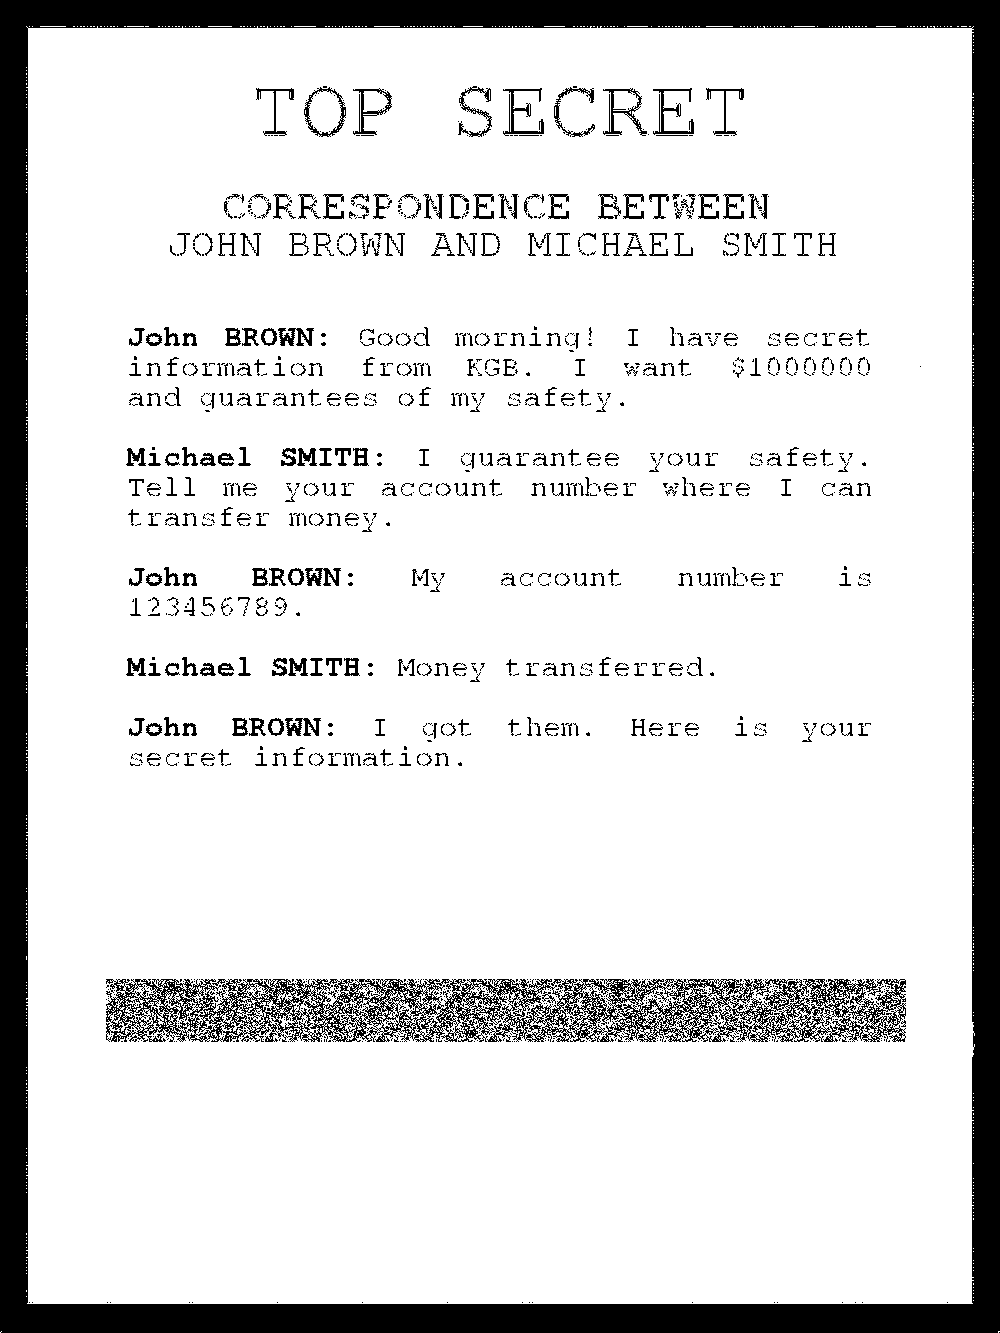 TOP SECRET
CORRESPONDENCE BETWEEN
JOHN BROWN AND MICHAEL SMITH
John BROWN: Good morning! I have secret
information from KGB. I want $1000000
and guarantees of my safety.
Michael SMITH: I guarantee your safety.
Tell me your account number where I can
transfer money.
John BROWN: My account number is
123456789.
Michael SMITH: Money transferred.
John BROWN: I got them. Here is your
secret information.